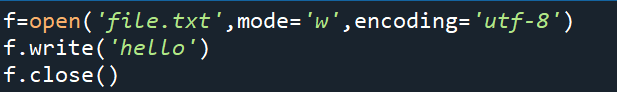 f=open('file.txt',mode='w',encoding='utf-8')
f.write('hello')
f.close()